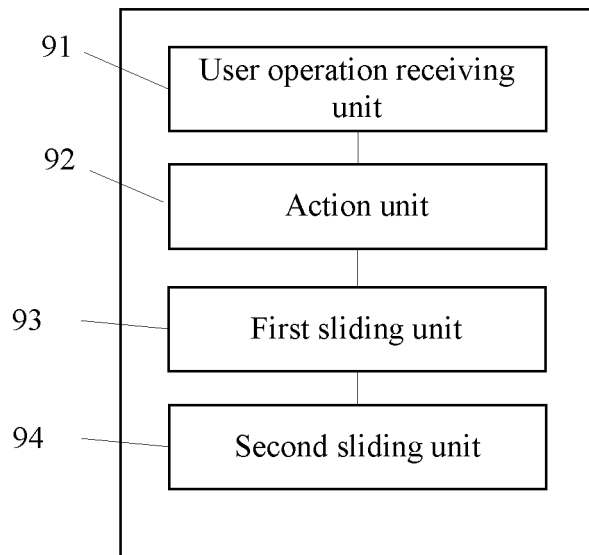 91
User operation receiving
unit
92
Action unit
93
First sliding unit
94
Second sliding unit